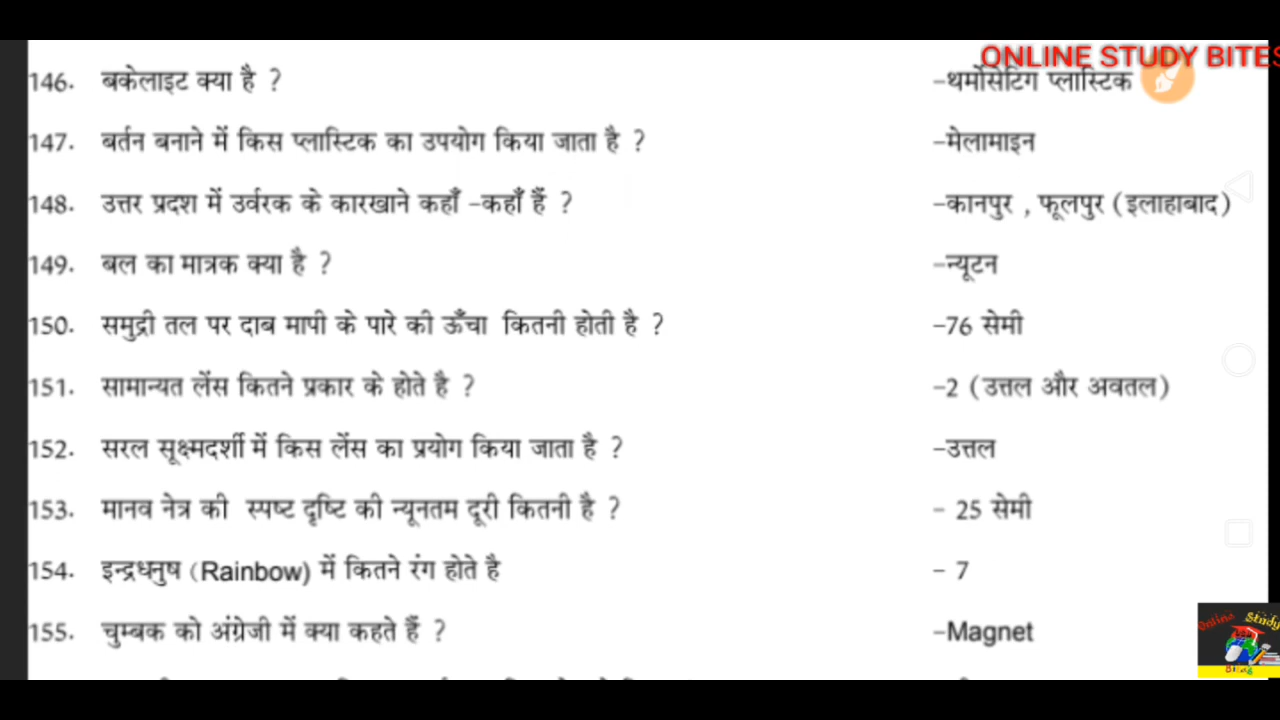 ONLINE STUDY BITES
146. बकेलाइट क्या है ? -थर्मोसेटिंग प्लास्टिक
147. बर्तन बनाने में किस प्लास्टिक का उपयोग किया जाता है ? -मेलामाइन
148. उत्तर प्रदश में उर्वरक के कारखाने कहाँ -कहाँ हैं ? -कानपुर , फूलपुर (इलाहाबाद)
149. बल का मात्रक क्या है ? -न्यूटन
150. समुद्री तल पर दाब मापी के पारे की ऊँचा कितनी होती है ? -76 सेमी
151. सामान्यत लेंस कितने प्रकार के होते है ? -2 (उत्तल और अवतल)
152. सरल सूक्ष्मदर्शी में किस लेंस का प्रयोग किया जाता है ? -उत्तल
153. मानव नेत्र की स्पष्ट दृष्टि की न्यूनतम दूरी कितनी है ? - 25 सेमी
154. इन्द्रधनुष (Rainbow) में कितने रंग होते है - 7
155. चुम्बक को अंग्रेजी में क्या कहते हैं ? -Magnet
Online Study
Bites